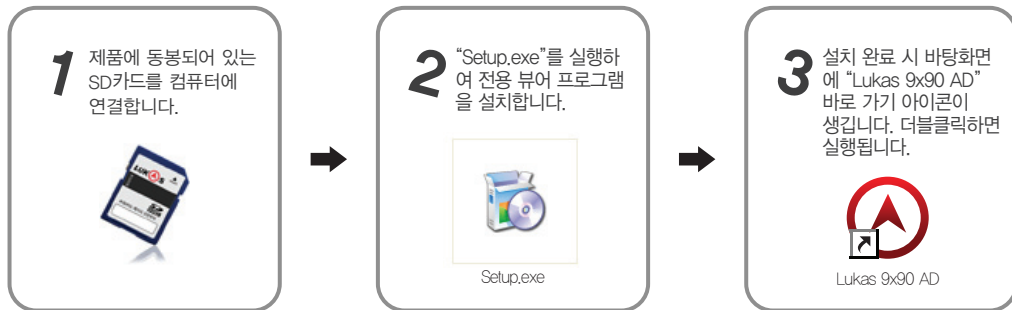 1
제품에 동봉되어 있는
SD카드를 컴퓨터에
연결합니다.
LUKAS
2
“Setup.exe”를 실행하
여 전용 뷰어 프로그램
을 설치합니다.
Setup.exe
3
설치 완료 시 바탕화면
에 “Lukas 9x90 AD”
바로 가기 아이콘이
생깁니다. 더블클릭하면
실행됩니다.
Lukas 9x90 AD